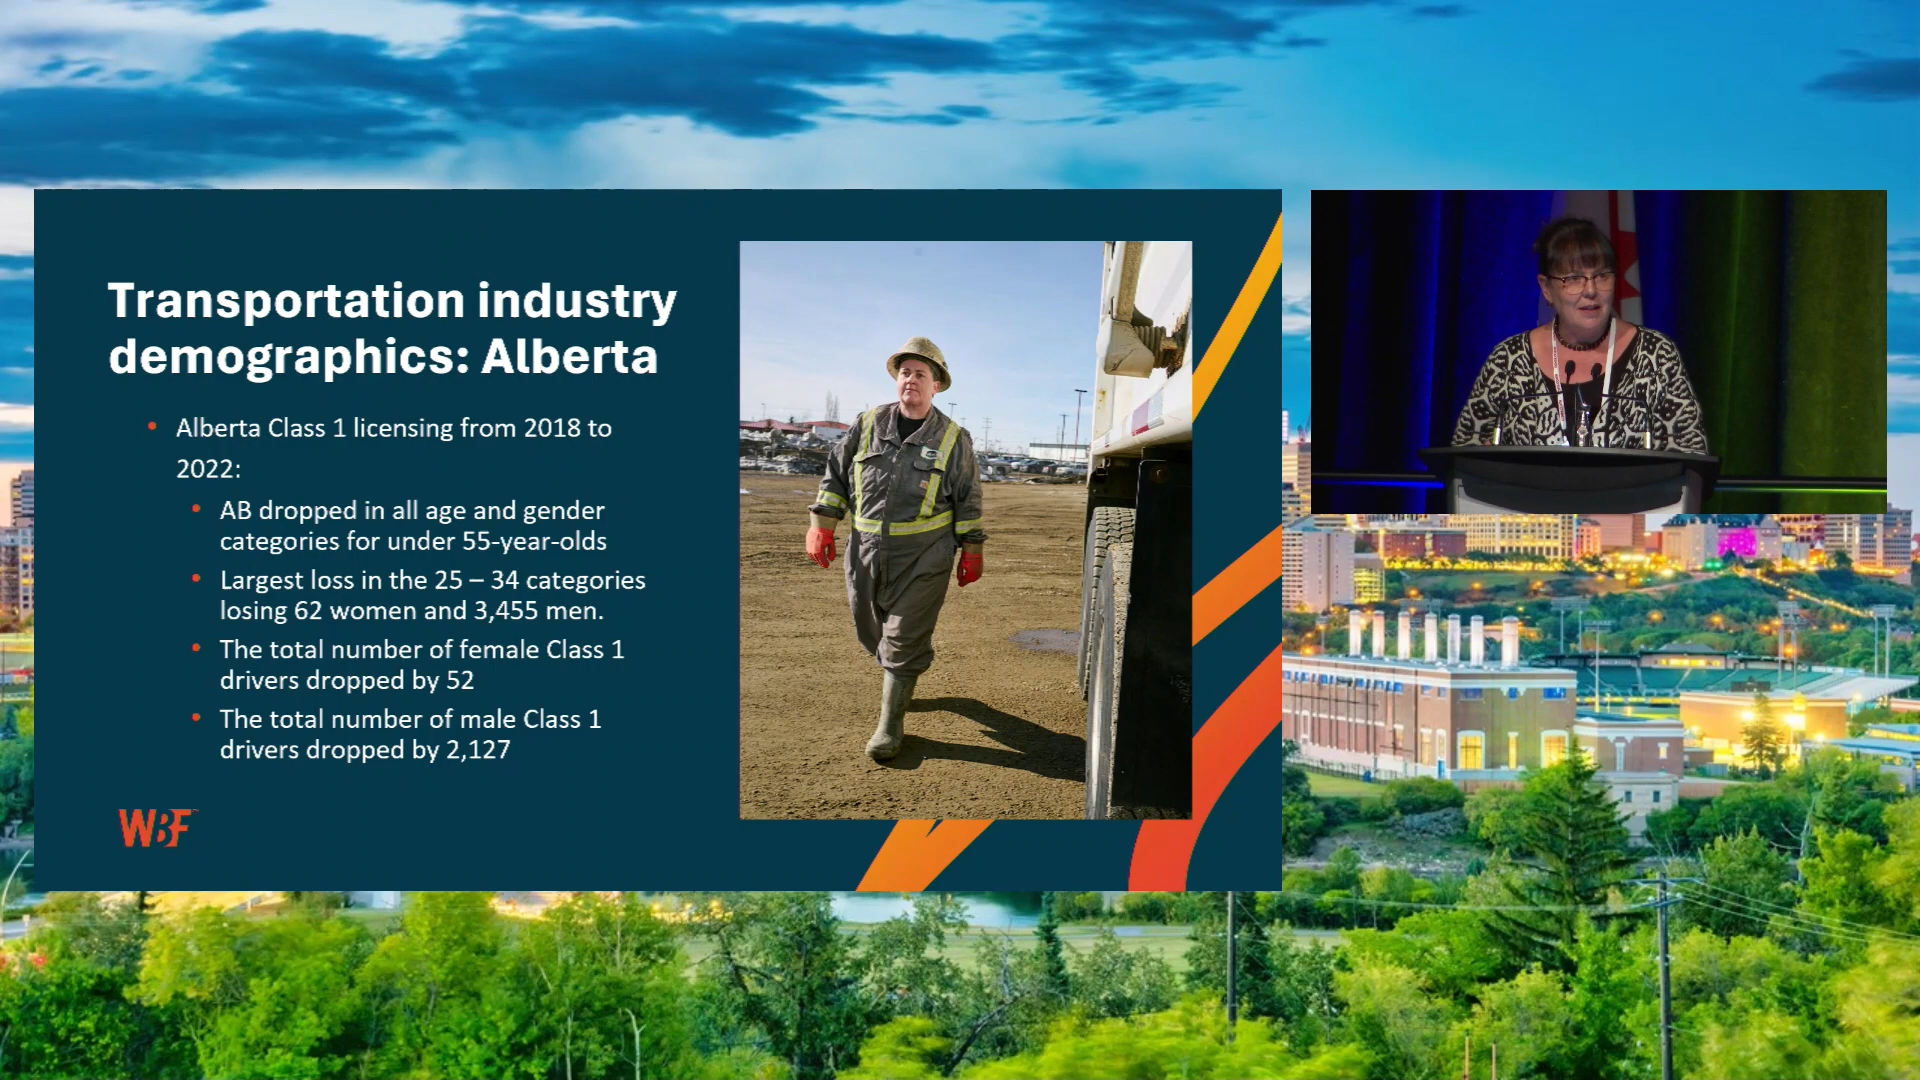 Transportation industry
demographics: Alberta
• Alberta Class 1 licensing from 2018 to
2022:
• AB dropped in all age and gender
categories for under 55-year-olds
• Largest loss in the 25 – 34 categories
losing 62 women and 3,455 men.
• The total number of female Class 1
drivers dropped by 52
• The total number of male Class 1
drivers dropped by 2,127
WBF